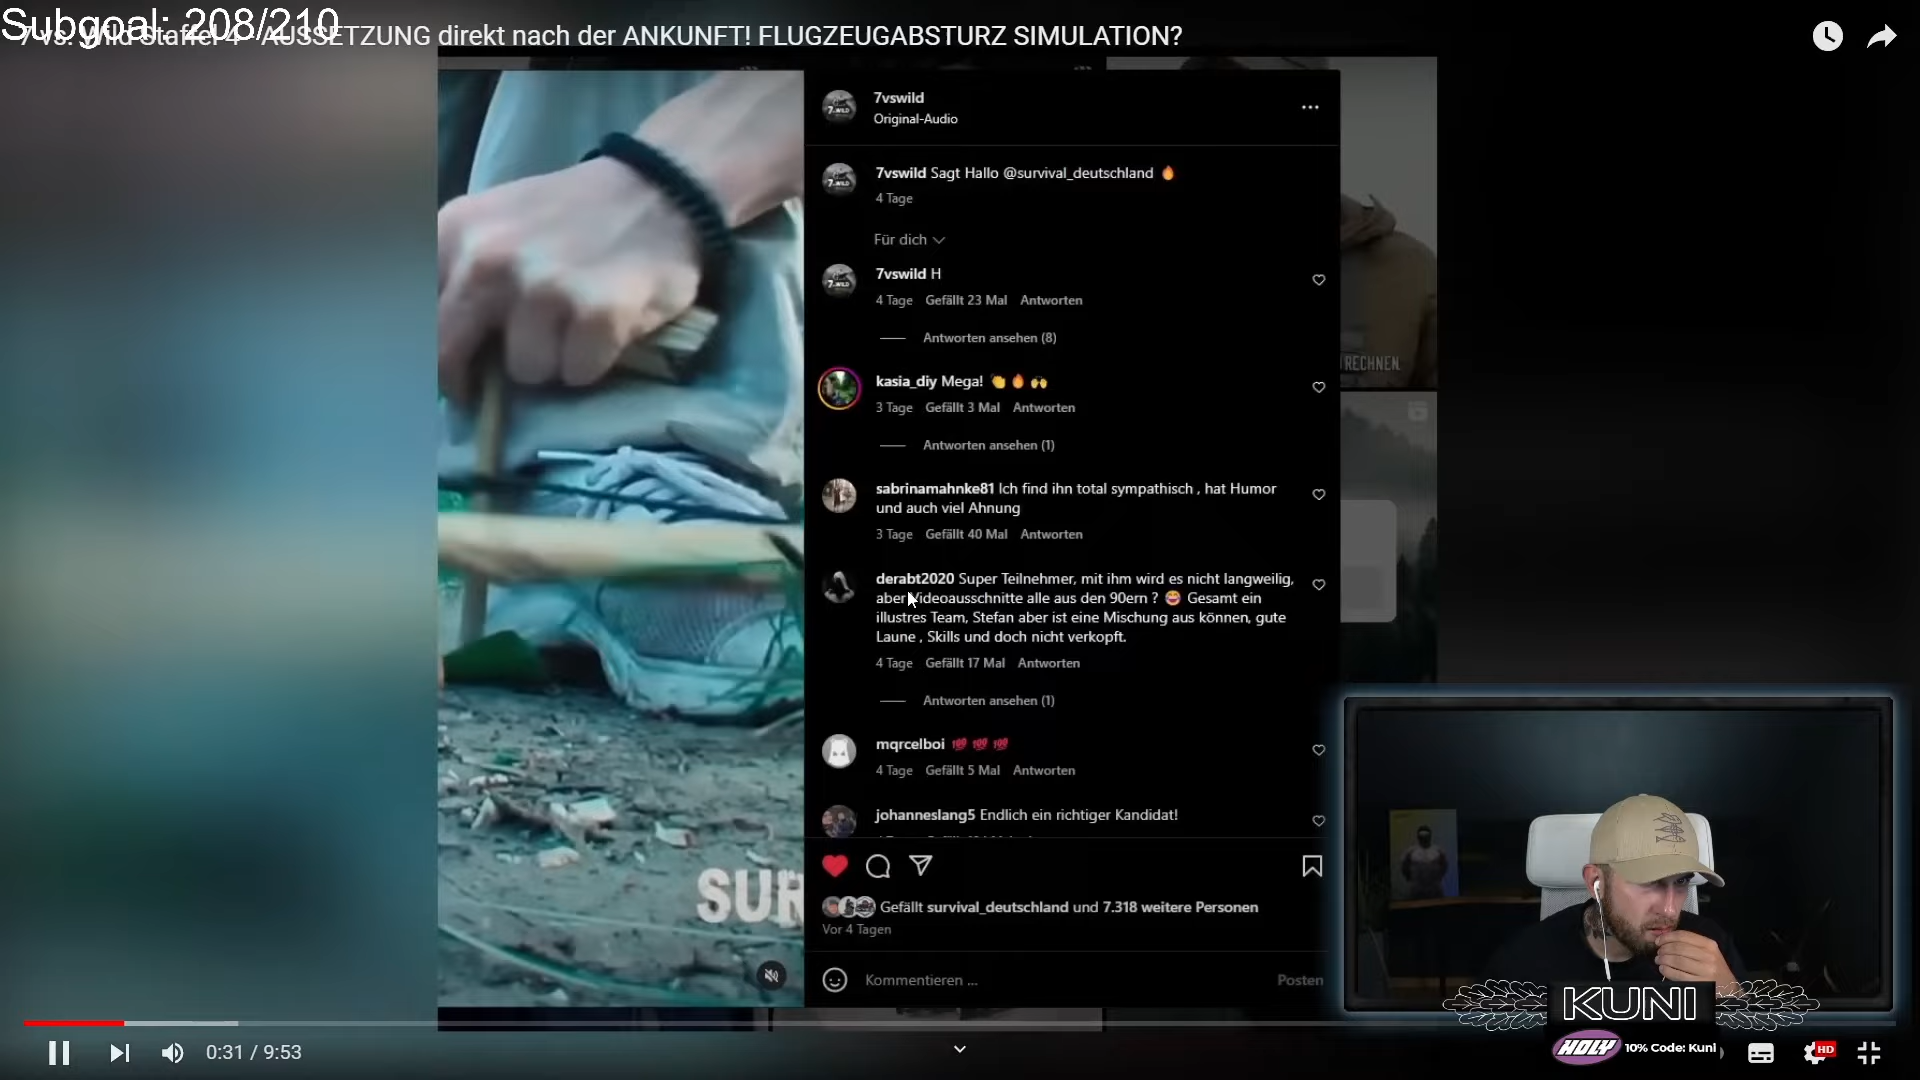 Subgoal: 208/210
7 vs. Wild Staffel 4 - AUSSETZUNG direkt nach der ANKUNFT! FLUGZEUGABSTURZ SIMULATION?
7vswild
Original-Audio
7vswild Sagt Hallo @survival_deutschland 🔥
4 Tage
Für dich
7vswild H
4 Tage Gefällt 23 Mal Antworten
Antworten ansehen (8)
kasia_diy Mega! 👏🔥🙌
3 Tage Gefällt 3 Mal Antworten
Antworten ansehen (1)
sabrinamahnke81 Ich find ihn total sympathisch , hat Humor
und auch viel Ahnung
3 Tage Gefällt 40 Mal Antworten
derabt2020 Super Teilnehmer, mit ihm wird es nicht langweilig,
aber Videoausschnitte alle aus den 90ern ? 😂 Gesamt ein
illustres Team, Stefan aber ist eine Mischung aus können, gute
Laune , Skills und doch nicht verkopft.
4 Tage Gefällt 17 Mal Antworten
Antworten ansehen (1)
mqrcelboi 💯💯💯
4 Tage Gefällt 5 Mal Antworten
johanneslang5 Endlich ein richtiger Kandidat!
Gefällt survival_deutschland und 7.318 weitere Personen
Vor 4 Tagen
Kommentieren ...
Posten
SUR
RECHNEN.
KUNI
HOLY
10% Code: Kuni
0:31 / 9:53
HD